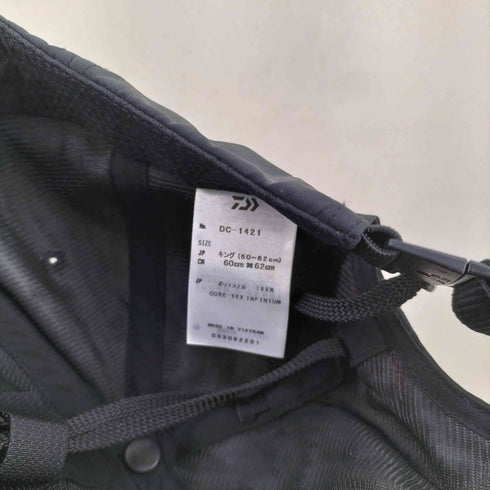 No. DC-1421
SIZE
JP キング(60~62cm)
CN 60cm✖62cm
JP ポリエステル 100%
GORE-TEX INFINIUM
MADE IN VIETNAM